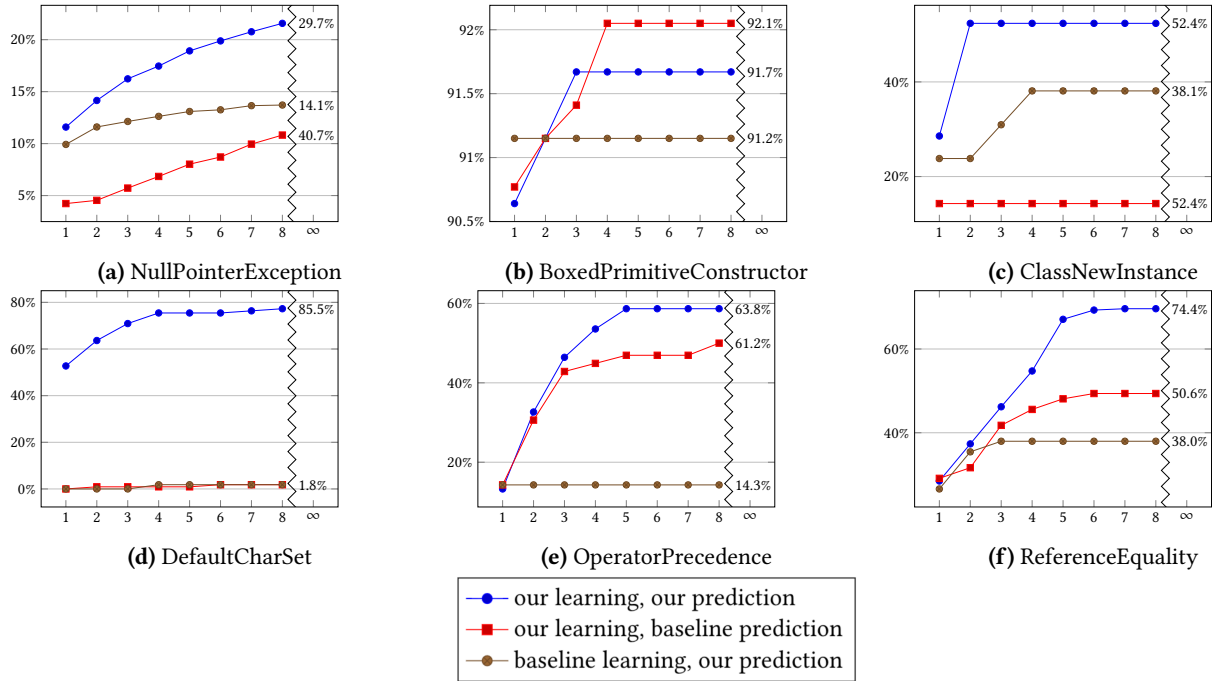 20%
15%
10%
5%
29.7%
14.1%
40.7%
1 2 3 4 5 6 7 8 ∞
(a) NullPointerException
92%
91.5%
91%
90.5%
92.1%
91.7%
91.2%
1 2 3 4 5 6 7 8 ∞
(b) BoxedPrimitiveConstructor
40%
20%
52.4%
38.1%
52.4%
1 2 3 4 5 6 7 8 ∞
(c) ClassNewInstance
80%
60%
40%
20%
0%
85.5%
1.8%
1 2 3 4 5 6 7 8 ∞
(d) DefaultCharSet
60%
40%
20%
63.8%
61.2%
14.3%
1 2 3 4 5 6 7 8 ∞
(e) OperatorPrecedence
60%
40%
74.4%
50.6%
38.0%
1 2 3 4 5 6 7 8 ∞
(f) ReferenceEquality
our learning, our prediction
our learning, baseline prediction
baseline learning, our prediction